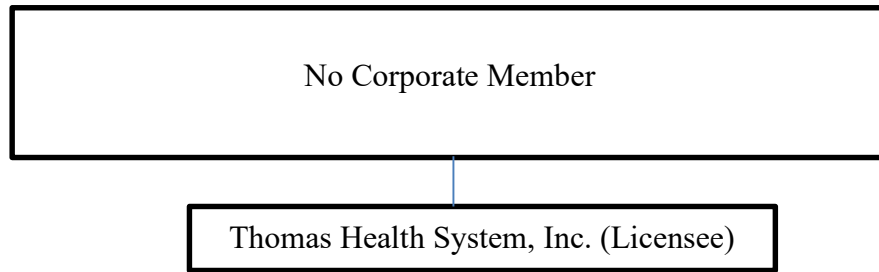 No Corporate Member
Thomas Health System, Inc. (Licensee)